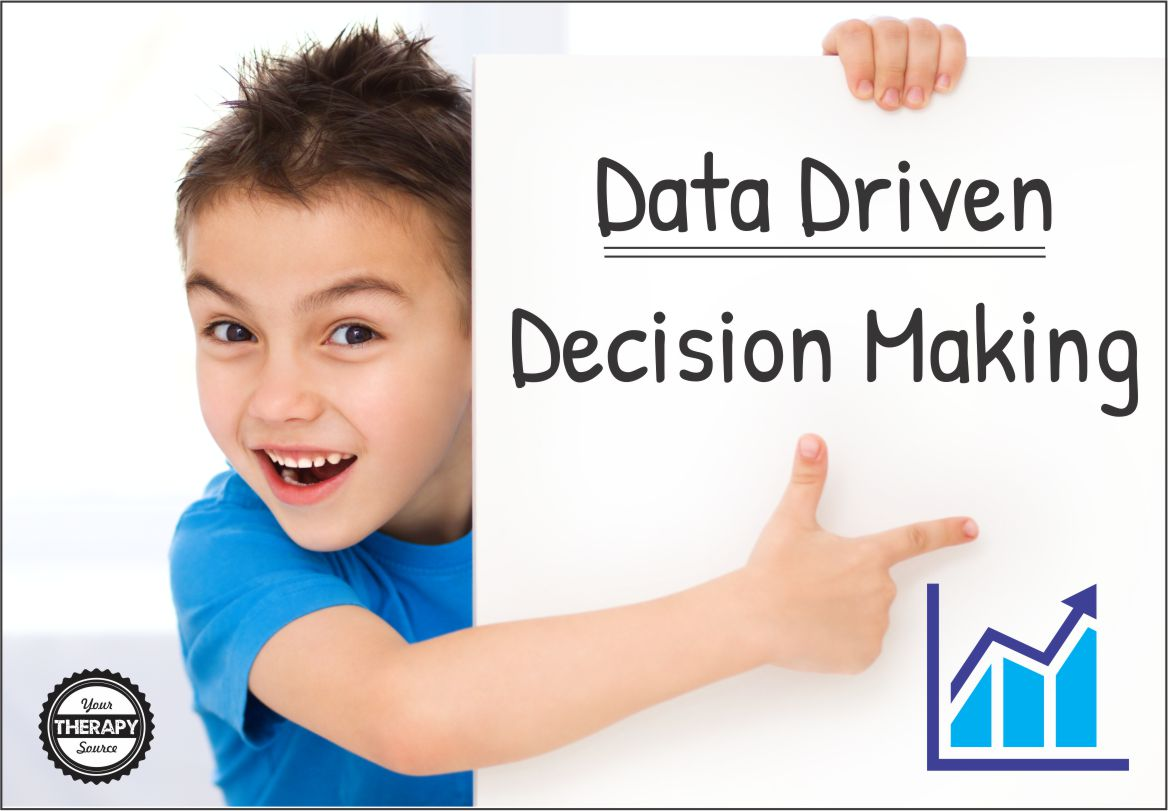 Data Driven
Decision Making
Your
THERAPY
Source